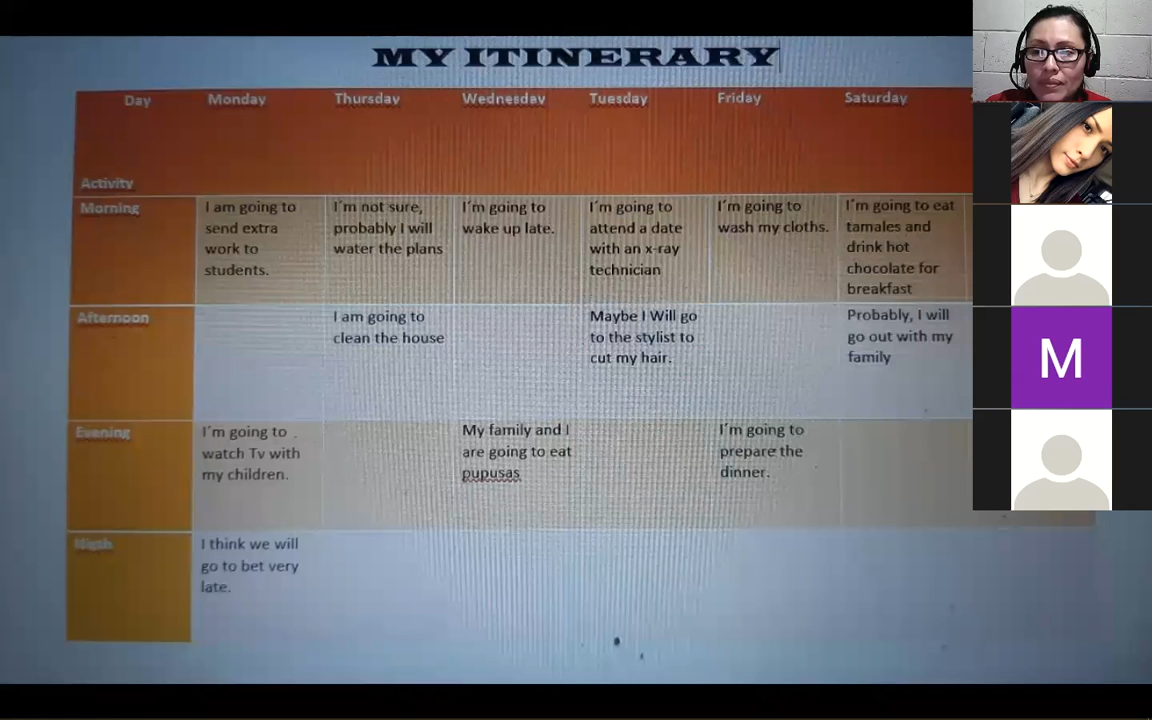 MY ITINERARY
Day Monday Thursday Wednesday Tuesday Friday Saturday
Activity
Morning
I am going to
send extra
work to
students.
I´m not sure,
probably I will
water the plans
I´m going to
wake up late.
I´m going to
attend a date
with an x-ray
technician
I´m going to
wash my cloths.
I´m going to eat
tamales and
drink hot
chocolate for
breakfast
Afternoon
I am going to
clean the house
Maybe I Will go
to the stylist to
cut my hair.
Probably, I will
go out with my
family
Evening
I´m going to
watch Tv with
my children.
My family and I
are going to eat
pupusas
I´m going to
prepare the
dinner.
Nigth
I think we will
go to bet very
late.
M